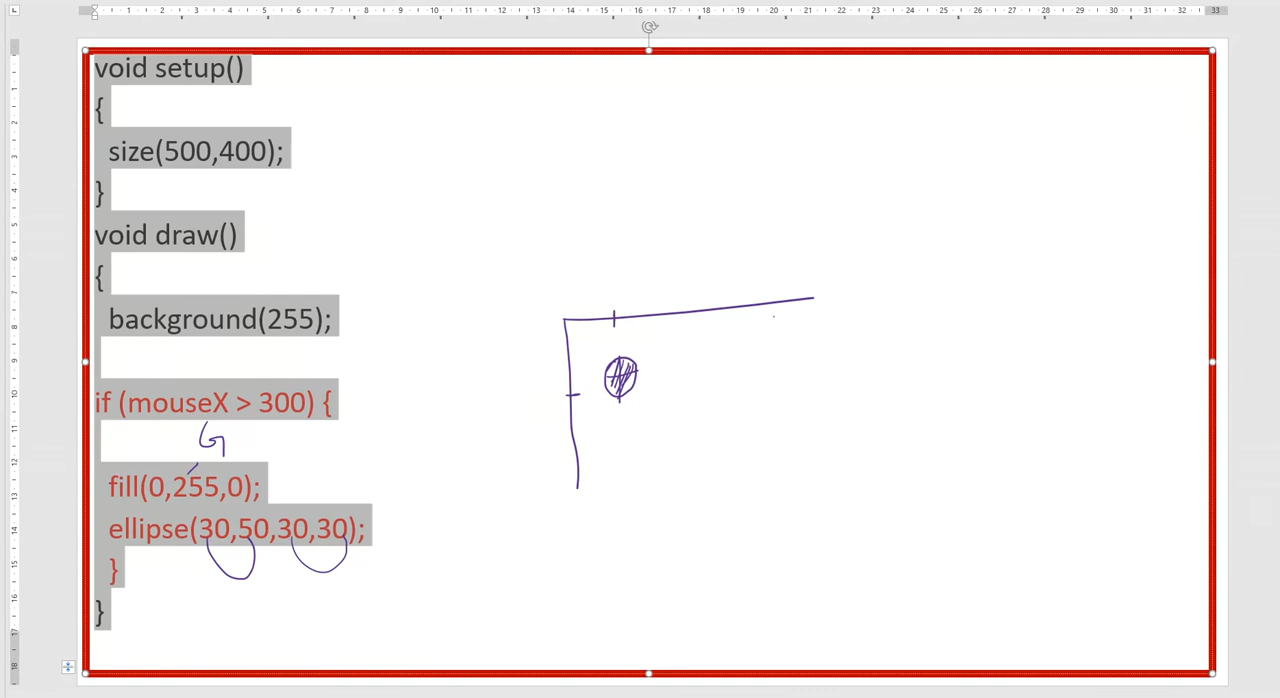 void setup()
{
size(500,400);
}
void draw()
{
background(255);
if (mouseX > 300) {
G
fill(0,255,0);
ellipse(30,50,30,30);
}
}